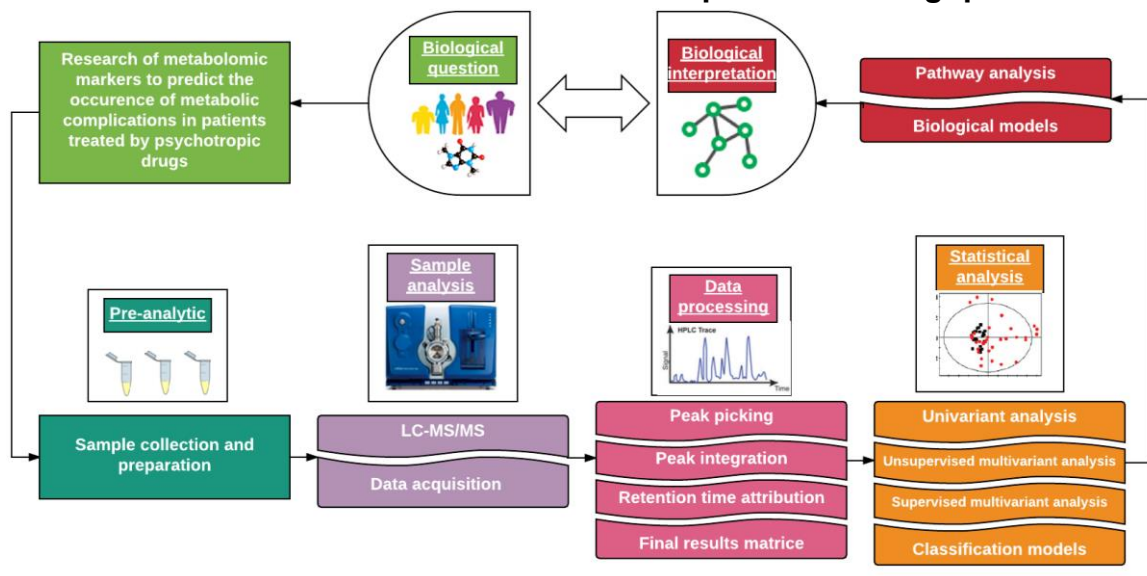 Biological
question
Biological
interpretation
Research of metabolomic
markers to predict the
occurence of metabolic
complications in patients
treated by psychotropic
drugs
Pathway analysis
Biological models
Pre-analytic
Sample
analysis
Data
processing
HPLC Trace
Signal
Time
Statistical
analysis
Sample collection and
preparation
LC-MS/MS
Data acquisition
Peak picking
Peak integration
Retention time attribution
Final results matrice
Univariant analysis
Unsupervised multivariant analysis
Supervised multivariant analysis
Classification models